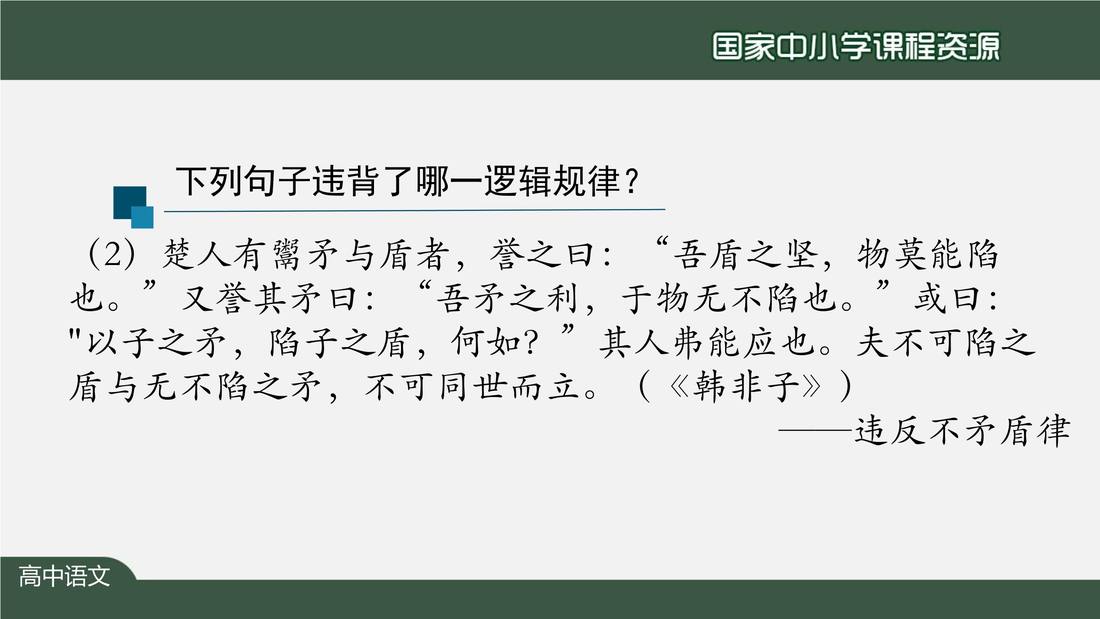 国家中小学课程资源
下列句子违背了哪一逻辑规律？
（2）楚人有鬻矛与盾者，誉之曰：“吾盾之坚，物莫能陷
也。”又誉其矛曰：“吾矛之利，于物无不陷也。”或曰：
"以子之矛，陷子之盾，何如？”其人弗能应也。夫不可陷之
盾与无不陷之矛，不可同世而立。（《韩非子》）
——违反不矛盾律
高中语文